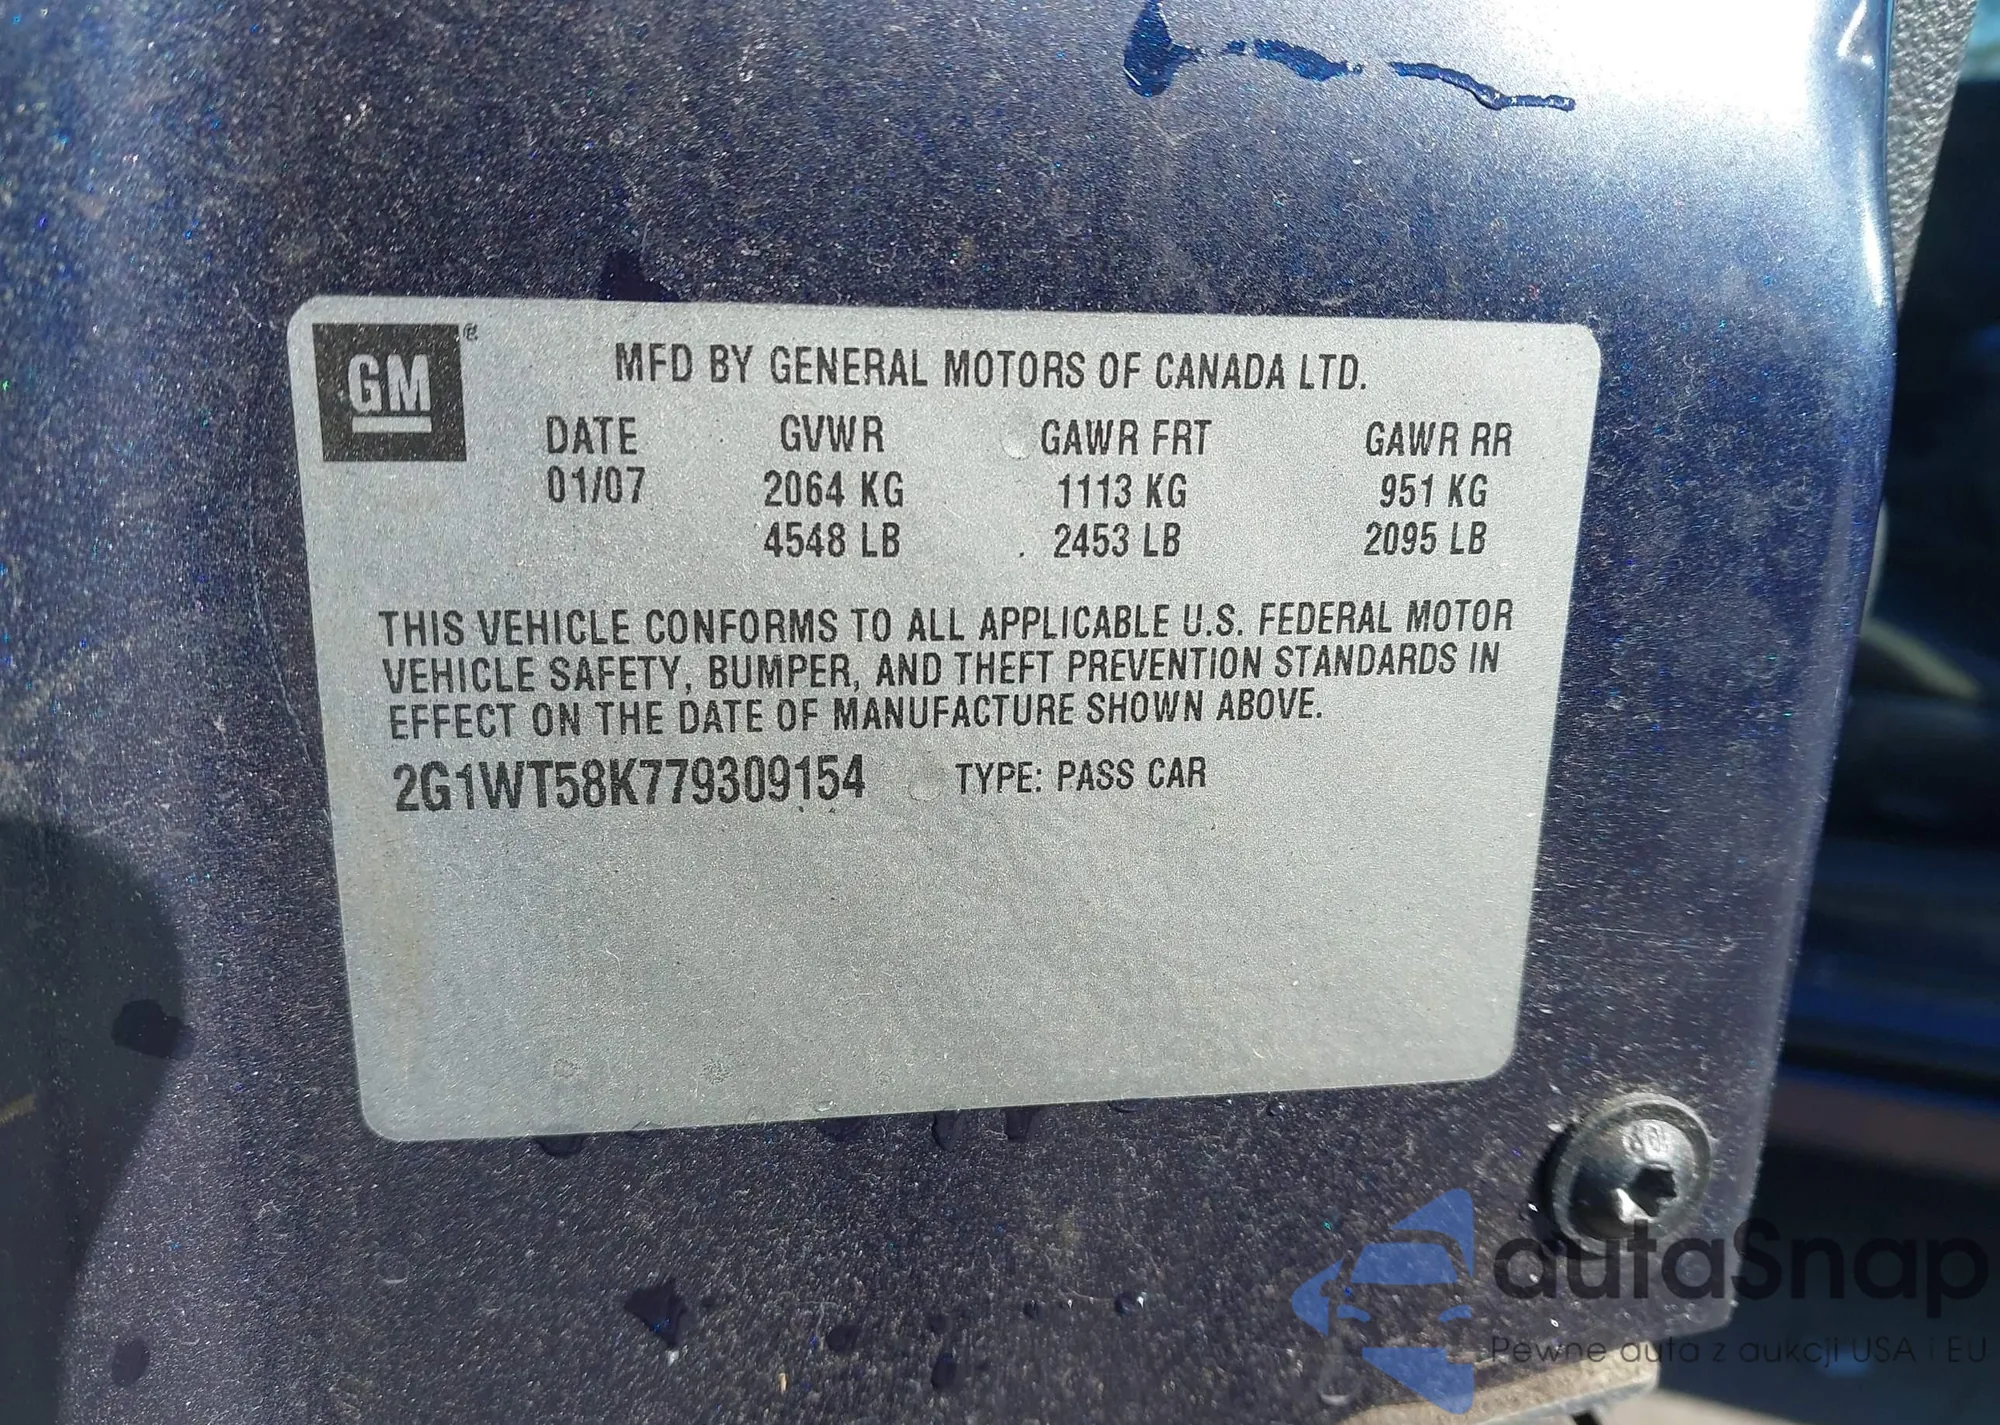 GM®
MFD BY GENERAL MOTORS OF CANADA LTD.
DATE GVWR GAWR FRT GAWR RR
01/07 2064 KG 1113 KG 951 KG
4548 LB 2453 LB 2095 LB
THIS VEHICLE CONFORMS TO ALL APPLICABLE U.S. FEDERAL MOTOR
VEHICLE SAFETY, BUMPER, AND THEFT PREVENTION STANDARDS IN
EFFECT ON THE DATE OF MANUFACTURE SHOWN ABOVE.
2G1WT58K779309154 TYPE: PASS CAR
autaSnap
Pewne auta z aukcji USA i EU